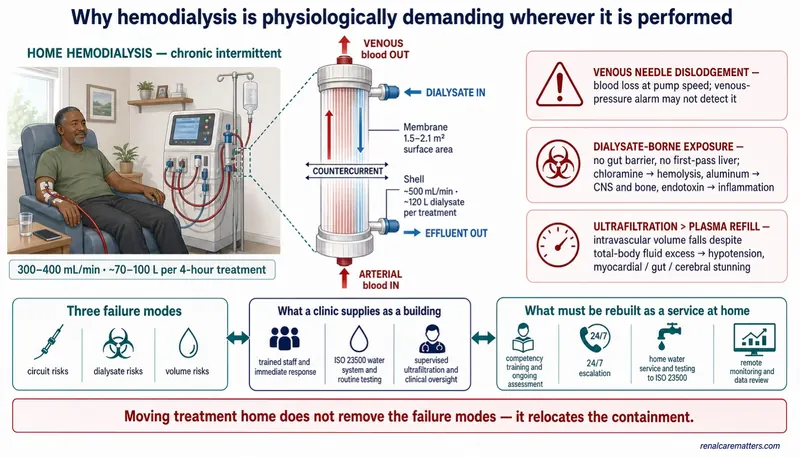 Why hemodialysis is physiologically demanding wherever it is performed
HOME HEMODIALYSIS — chronic intermittent
300–400 mL/min · ~70–100 L per 4-hour treatment
VENOUS
blood OUT
DIALYSATE IN
Membrane
1.5–2.1 m²
surface area
COUNTERCURRENT
Shell
~500 mL/min ·
~120 L dialysate
per treatment
EFFLUENT OUT
ARTERIAL
blood IN
VENOUS NEEDLE DISLODGEMENT —
blood loss at pump speed; venous-
pressure alarm may not detect it
DIALYSATE-BORNE EXPOSURE —
no gut barrier, no first-pass liver;
chloramine → hemolysis, aluminum →
CNS and bone, endotoxin → inflammation
ULTRAFILTRATION > PLASMA REFILL —
intravascular volume falls despite
total-body fluid excess → hypotension,
myocardial / gut / cerebral stunning
Three failure modes
circuit risks
dialysate risks
volume risks
What a clinic supplies as a building
trained staff and
immediate response
ISO 23500 water
system and
routine testing
supervised
ultrafiltration and
clinical oversight
What must be rebuilt as a service at home
competency
training and
ongoing
assessment
24/7
24/7
escalation
home water
service and testing
to ISO 23500
remote
monitoring and
data review
Moving treatment home does not remove the failure modes — it relocates the containment.
renalcarematters.com